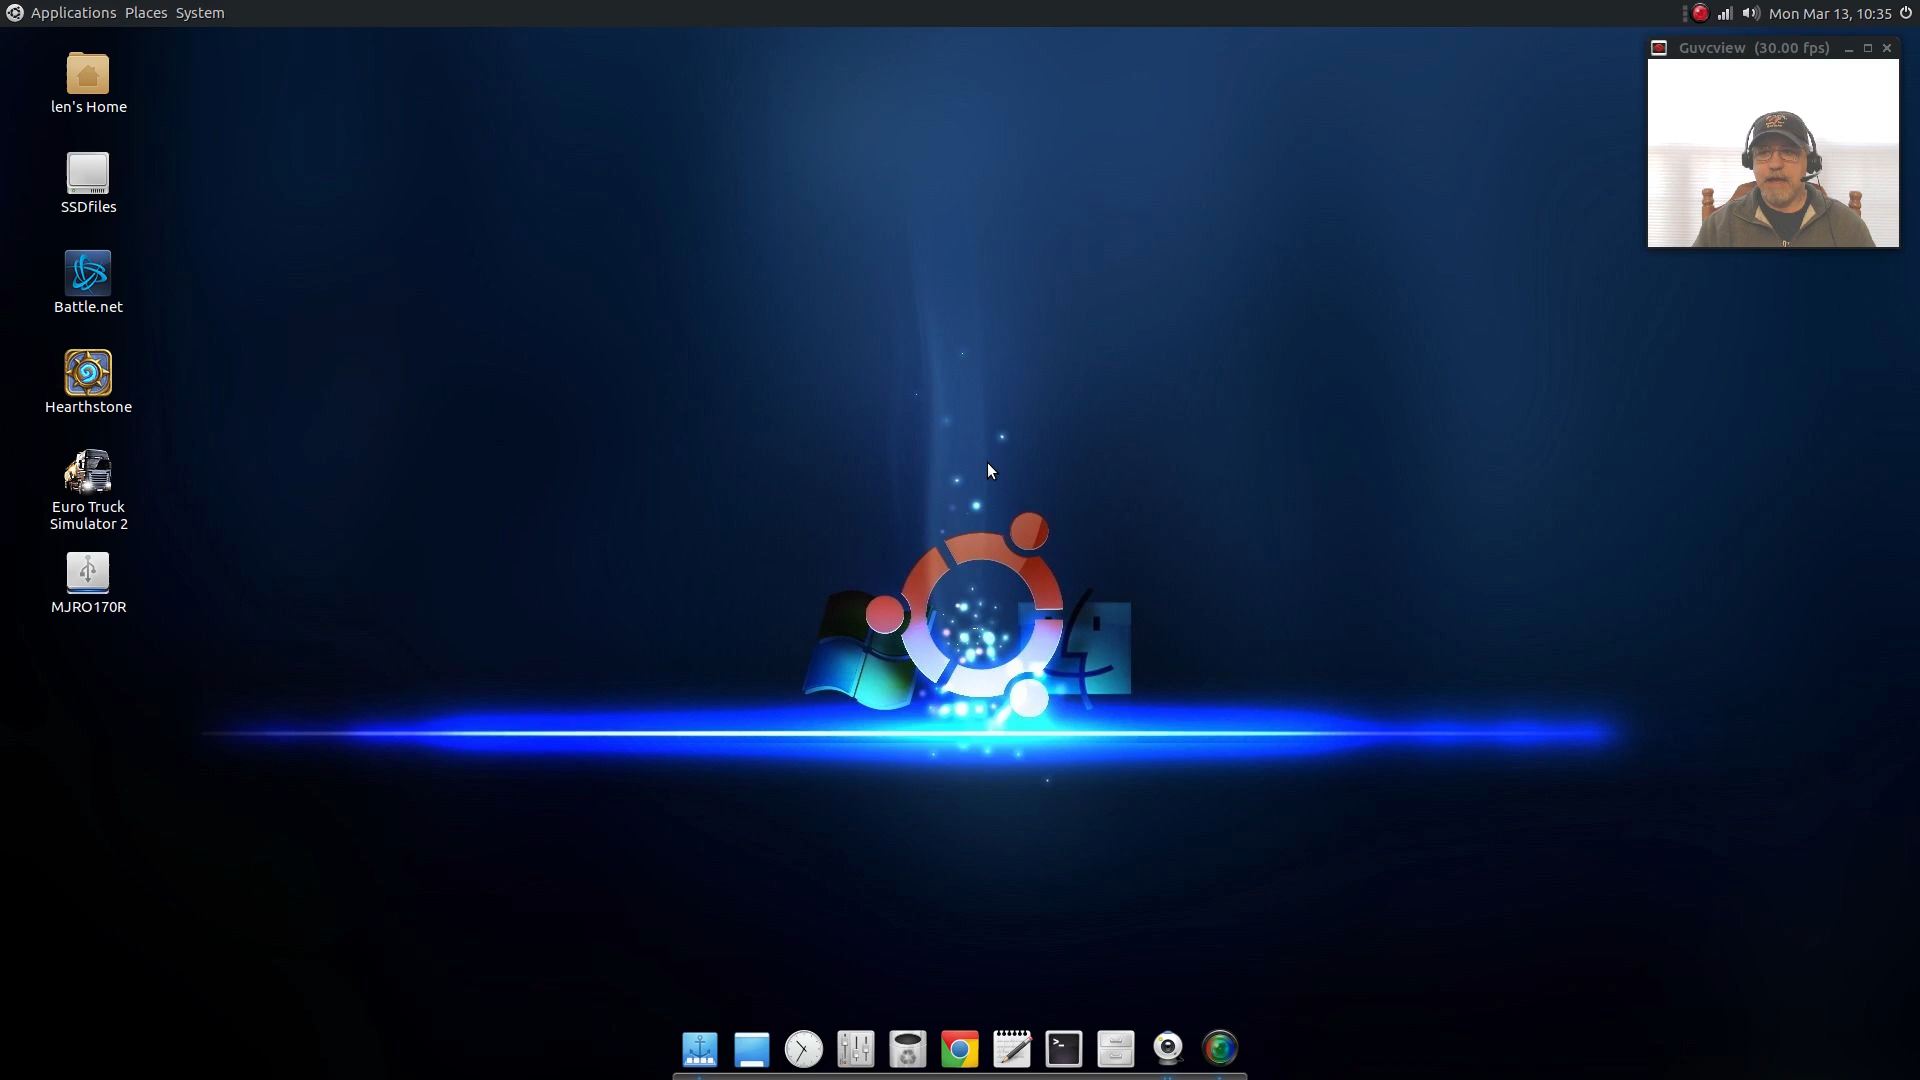 Applications Places System
Mon Mar 13, 10:35
Guvcview (30.00 fps)
len's Home
SSDfiles
Battle.net
Hearthstone
Euro Truck
Simulator 2
MJRO170R
>_